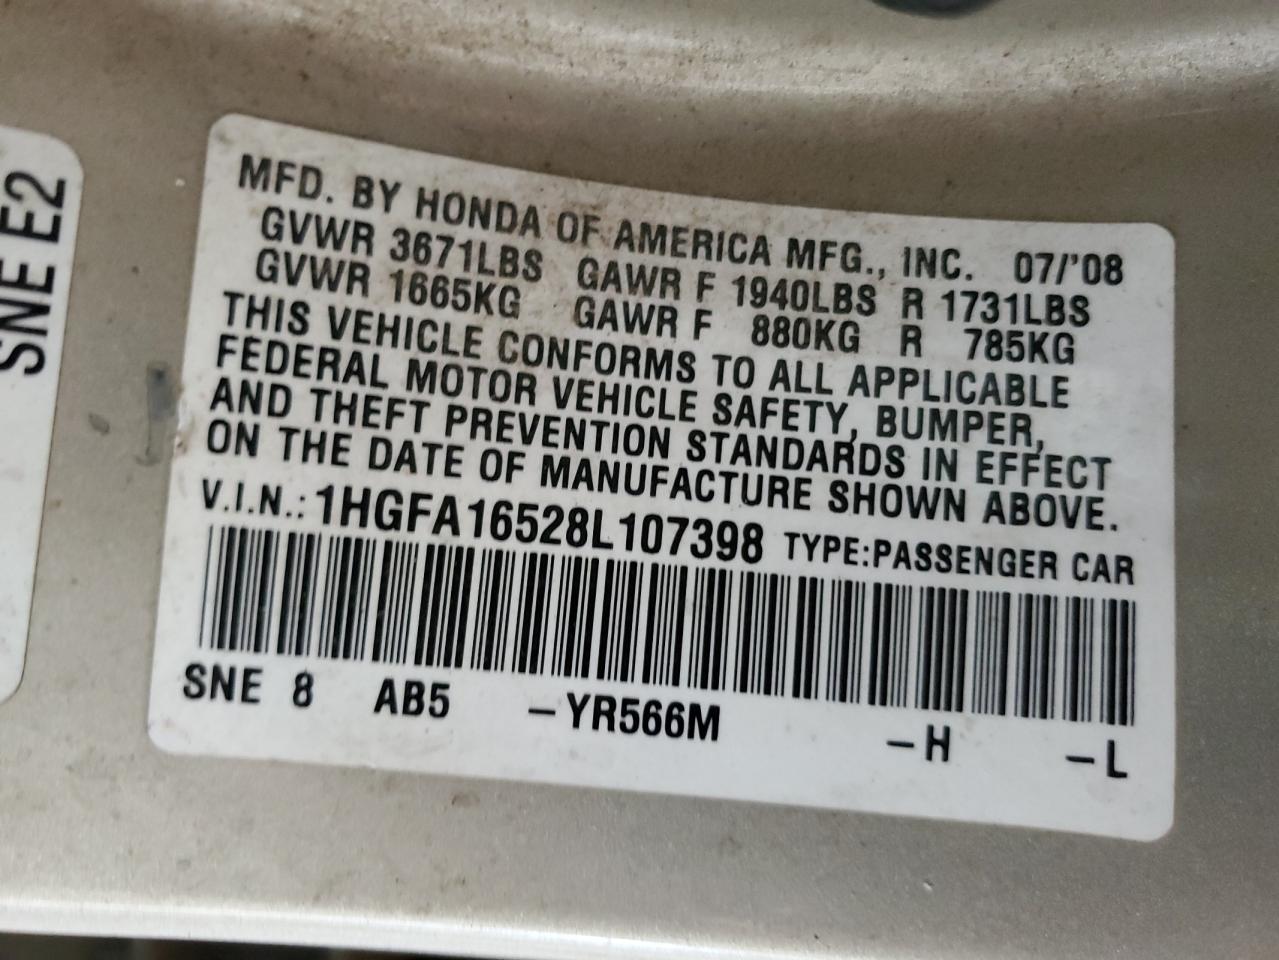 SNE E2
MFD. BY HONDA OF AMERICA MFG., INC. 07/'08
GVWR 3671LBS GAWR F 1940LBS R 1731LBS
GVWR 1665KG GAWR F 880KG R 785KG
THIS VEHICLE CONFORMS TO ALL APPLICABLE
FEDERAL MOTOR VEHICLE SAFETY, BUMPER,
AND THEFT PREVENTION STANDARDS IN EFFECT
ON THE DATE OF MANUFACTURE SHOWN ABOVE.
V.I.N.: 1HGFA16528L107398 TYPE:PASSENGER CAR
SNE 8 AB5 –YR566M –H –L